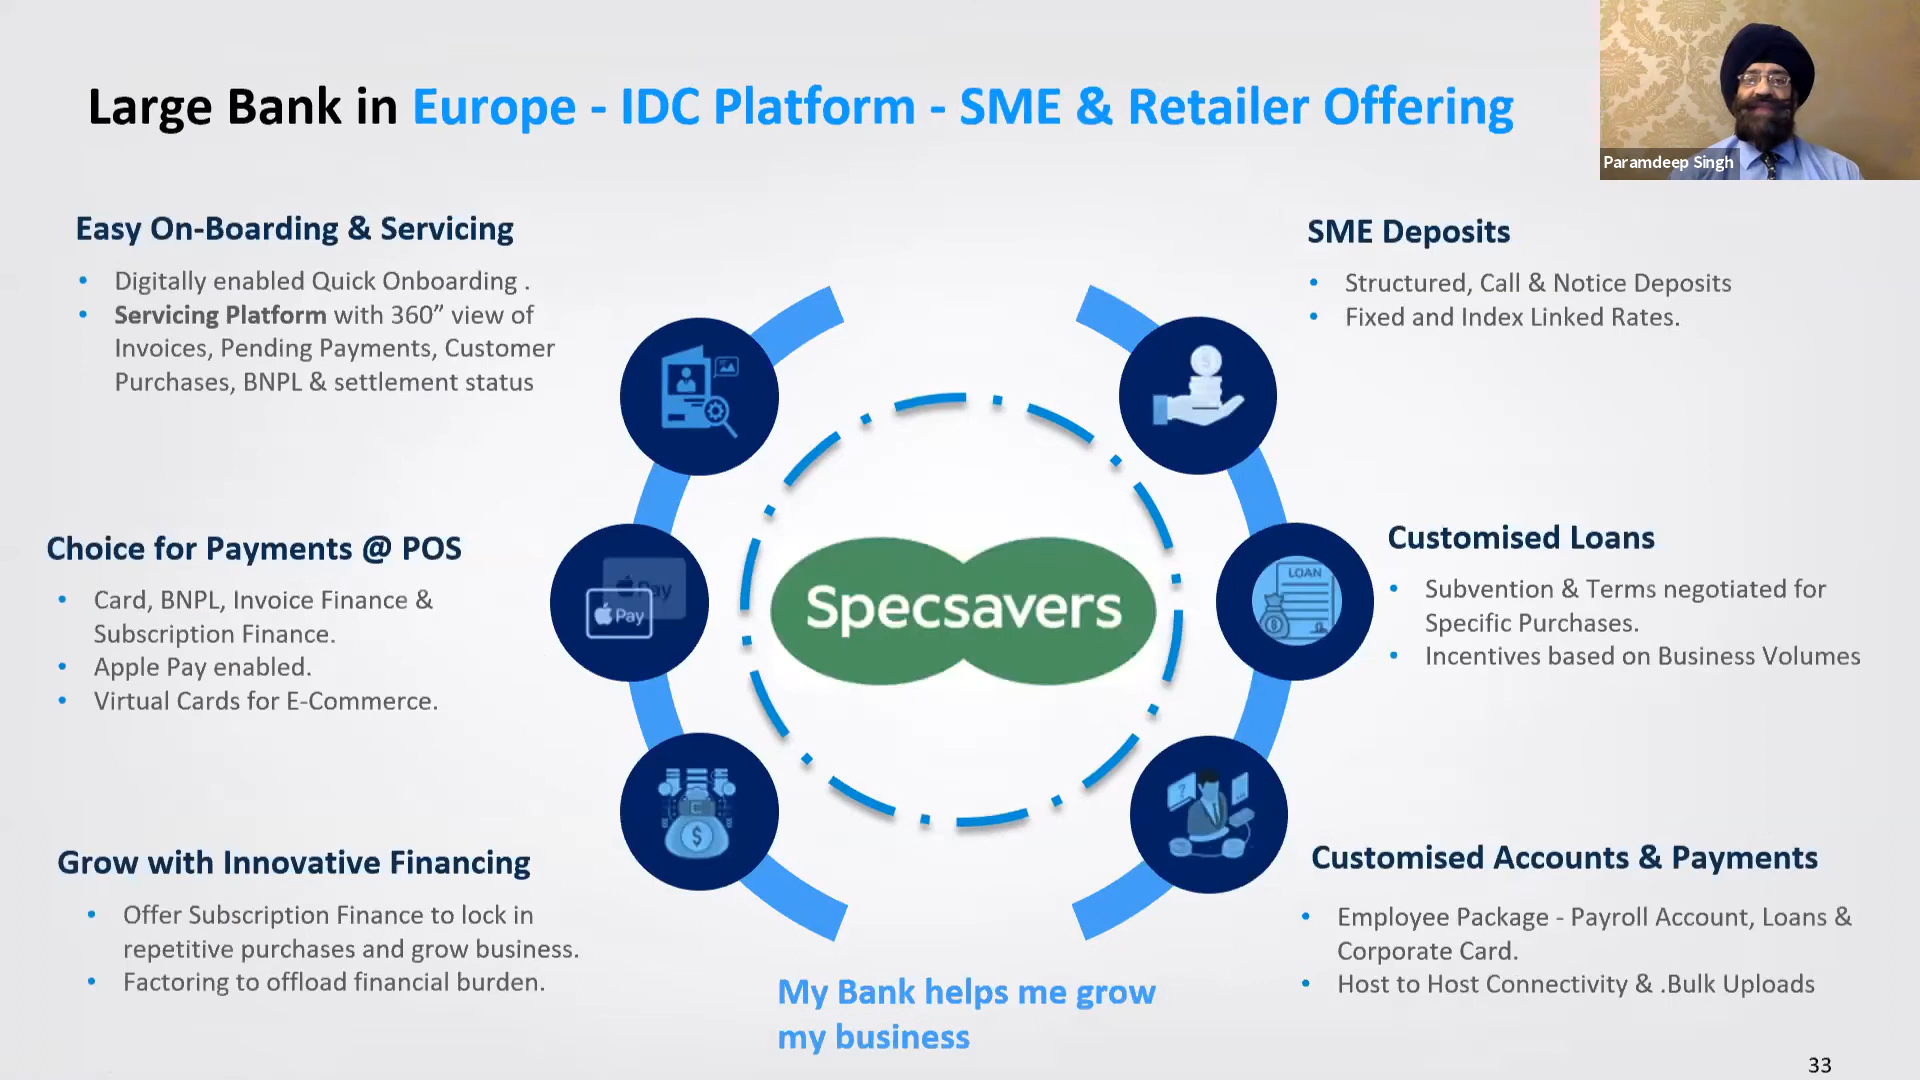 Large Bank in Europe - IDC Platform - SME & Retailer Offering
Paramdeep Singh
Easy On-Boarding & Servicing
• Digitally enabled Quick Onboarding .
• Servicing Platform with 360” view of
Invoices, Pending Payments, Customer
Purchases, BNPL & settlement status
Choice for Payments @ POS
• Card, BNPL, Invoice Finance &
Subscription Finance.
• Apple Pay enabled.
• Virtual Cards for E-Commerce.
Grow with Innovative Financing
• Offer Subscription Finance to lock in
repetitive purchases and grow business.
• Factoring to offload financial burden.
Pay
Pay
Specsavers
LOAN
My Bank helps me grow
my business
SME Deposits
• Structured, Call & Notice Deposits
• Fixed and Index Linked Rates.
Customised Loans
• Subvention & Terms negotiated for
Specific Purchases.
• Incentives based on Business Volumes
Customised Accounts & Payments
• Employee Package - Payroll Account, Loans &
Corporate Card.
• Host to Host Connectivity & .Bulk Uploads
33